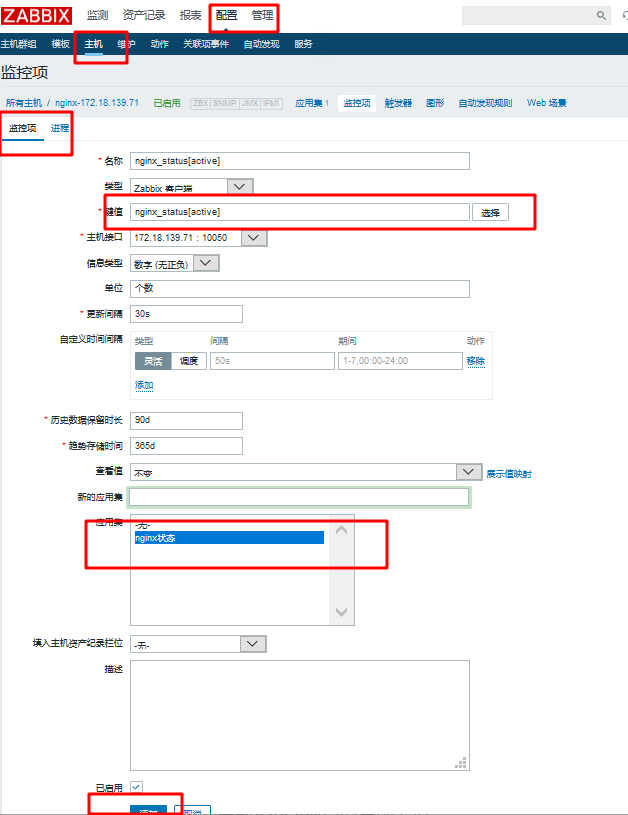 ZABBIX 监测 资产记录 报表 配置 管理
主机群组 模板 主机 维护 动作 关联项事件 自动发现 服务
监控项
所有主机 / nginx-172.18.139.71 已启用 ZBX SNMP JMX IPMI 应用集 1 监控项 触发器 图形 自动发现规则 Web 场景
监控项 进程
* 名称 nginx_status[active]
类型 Zabbix 客户端
* 键值 nginx_status[active] 选择
* 主机接口 172.18.139.71 : 10050
信息类型 数字 (无正负)
单位 个数
* 更新间隔 30s
自定义时间间隔 类型 间隔 期间 动作
灵活 调度 50s 1-7,00:00-24:00 移除
添加
* 历史数据保留时长 90d
* 趋势存储时间 365d
查看值 不变 展示值映射
新的应用集
应用集 -无-
nginx状态
填入主机资产纪录栏位 -无-
描述
已启用
添加 取消